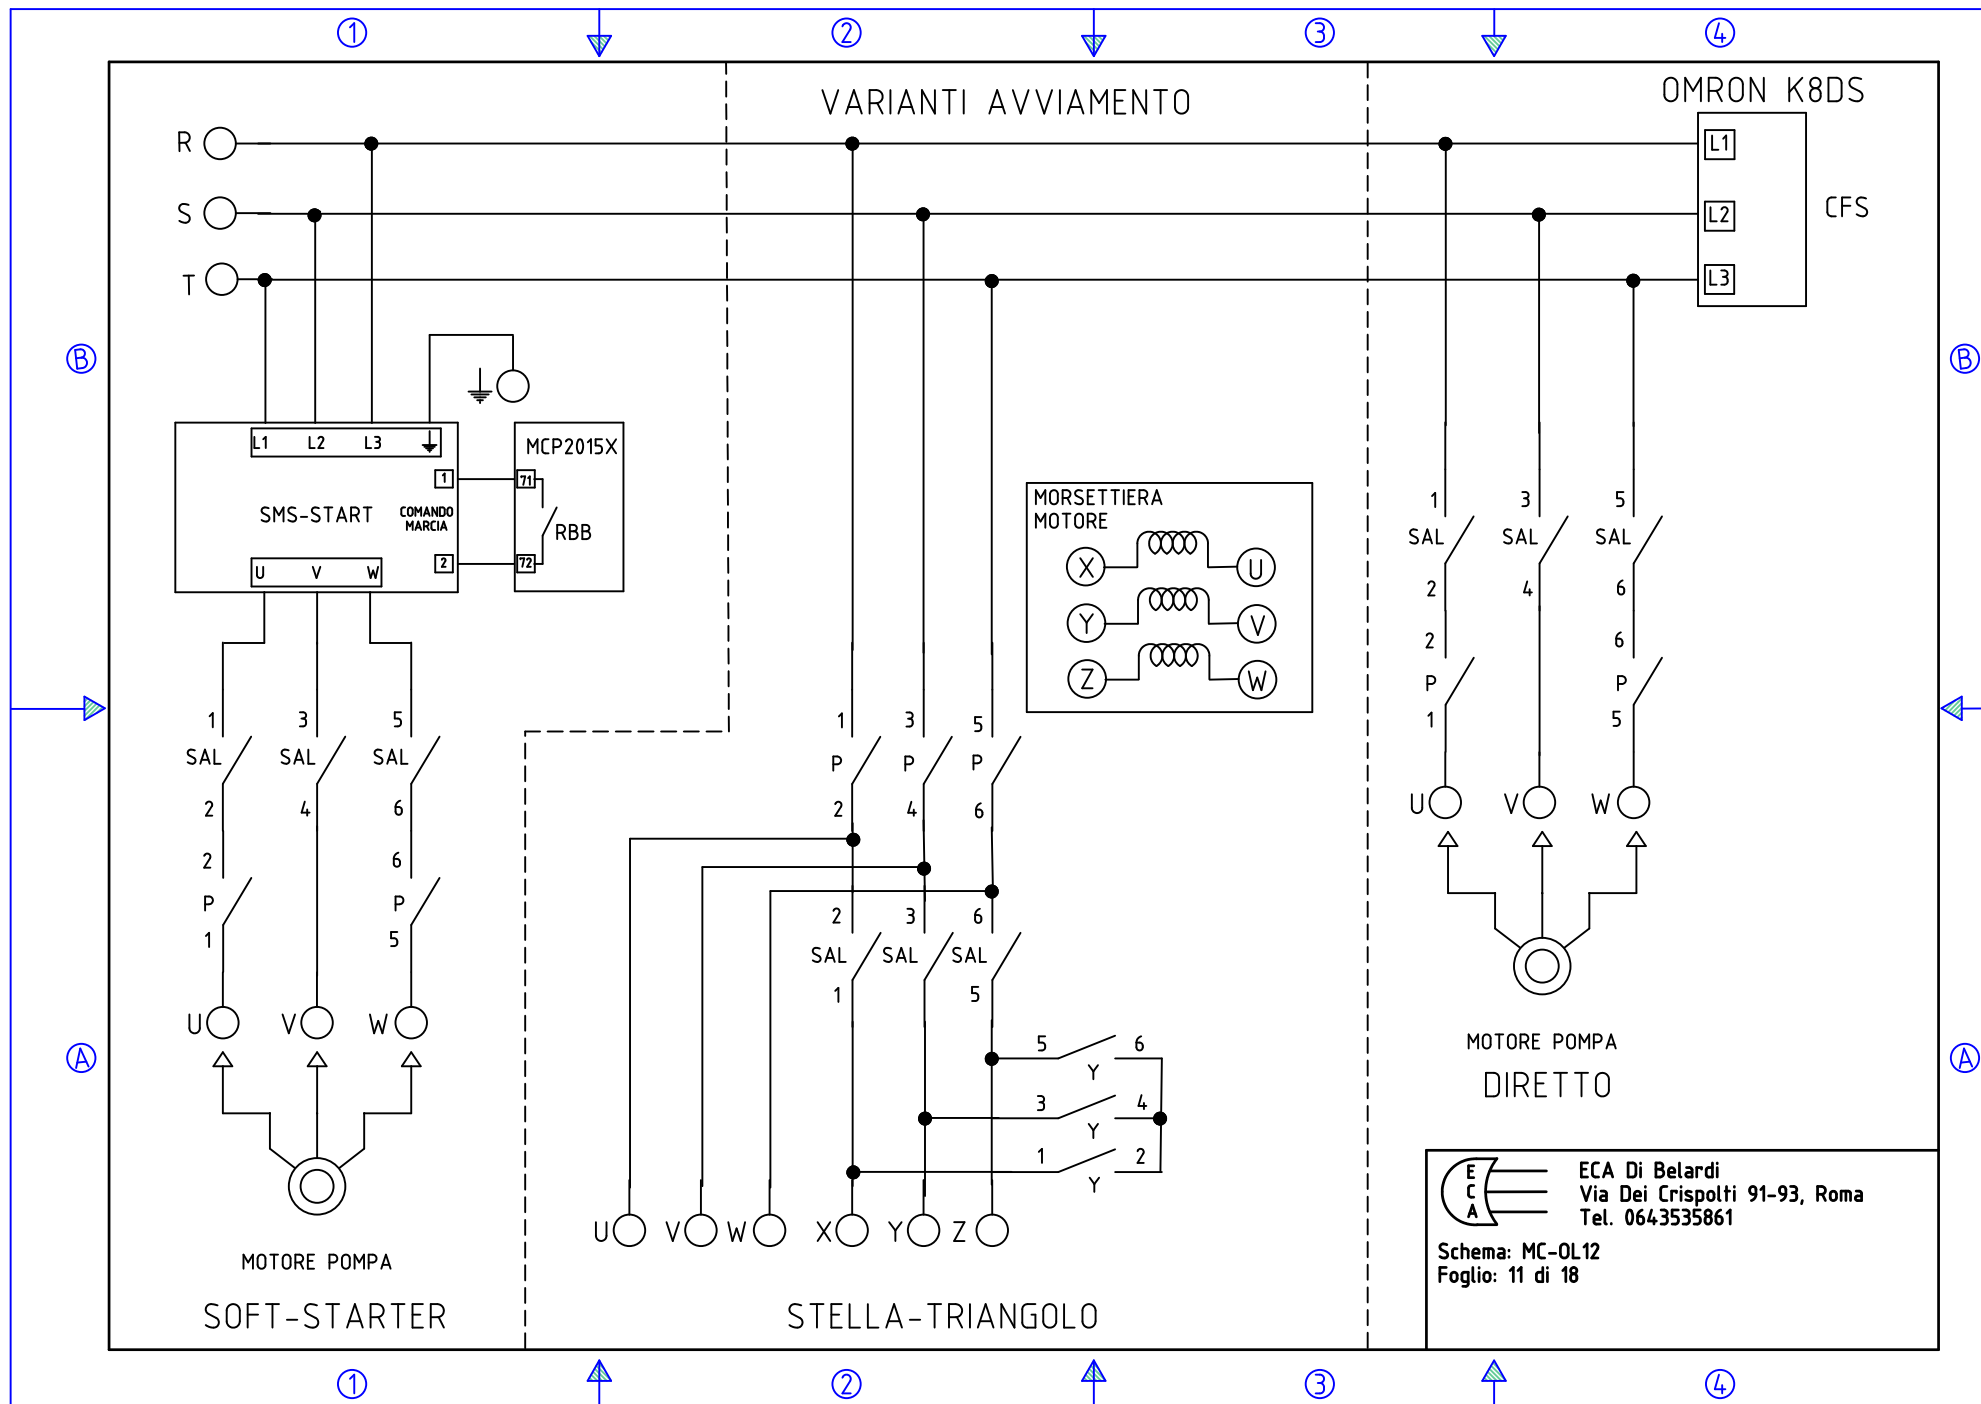 1 2 3 4
VARIANTI AVVIAMENTO
OMRON K8DS
R
S
T
L1
L2
L3
CFS
B
B
L1 L2 L3
SMS-START
COMANDO
MARCIA
1
2
U V W
MCP2015X
71
72
RBB
MORSETTIERA
MOTORE
X U
Y V
Z W
1 3 5
SAL SAL SAL
2 4 6
2 6
P P
1 5
U V W
MOTORE POMPA
DIRETTO
1 3 5
SAL SAL SAL
2 4 6
2 6
P P
1 5
U V W
MOTORE POMPA
SOFT-STARTER
1 3 5
P P P
2 4 6
2 3 6
SAL SAL SAL
1 5
5 6
Y
3 4
Y
1 2
Y
U V W X Y Z
STELLA-TRIANGOLO
A
A
E
C
A
ECA Di Belardi
Via Dei Crispolti 91-93, Roma
Tel. 0643535861
Schema: MC-OL12
Foglio: 11 di 18
1 2 3 4